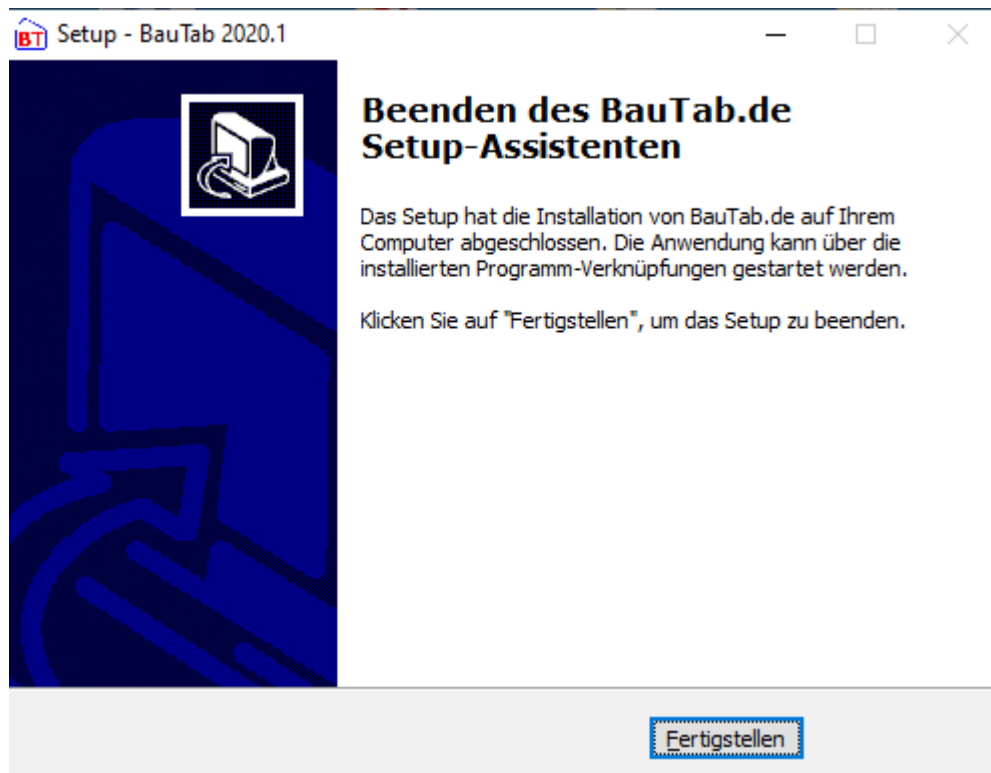 BT Setup - BauTab 2020.1
Beenden des BauTab.de
Setup-Assistenten
Das Setup hat die Installation von BauTab.de auf Ihrem
Computer abgeschlossen. Die Anwendung kann über die
installierten Programm-Verknüpfungen gestartet werden.
Klicken Sie auf "Fertigstellen", um das Setup zu beenden.
Fertigstellen